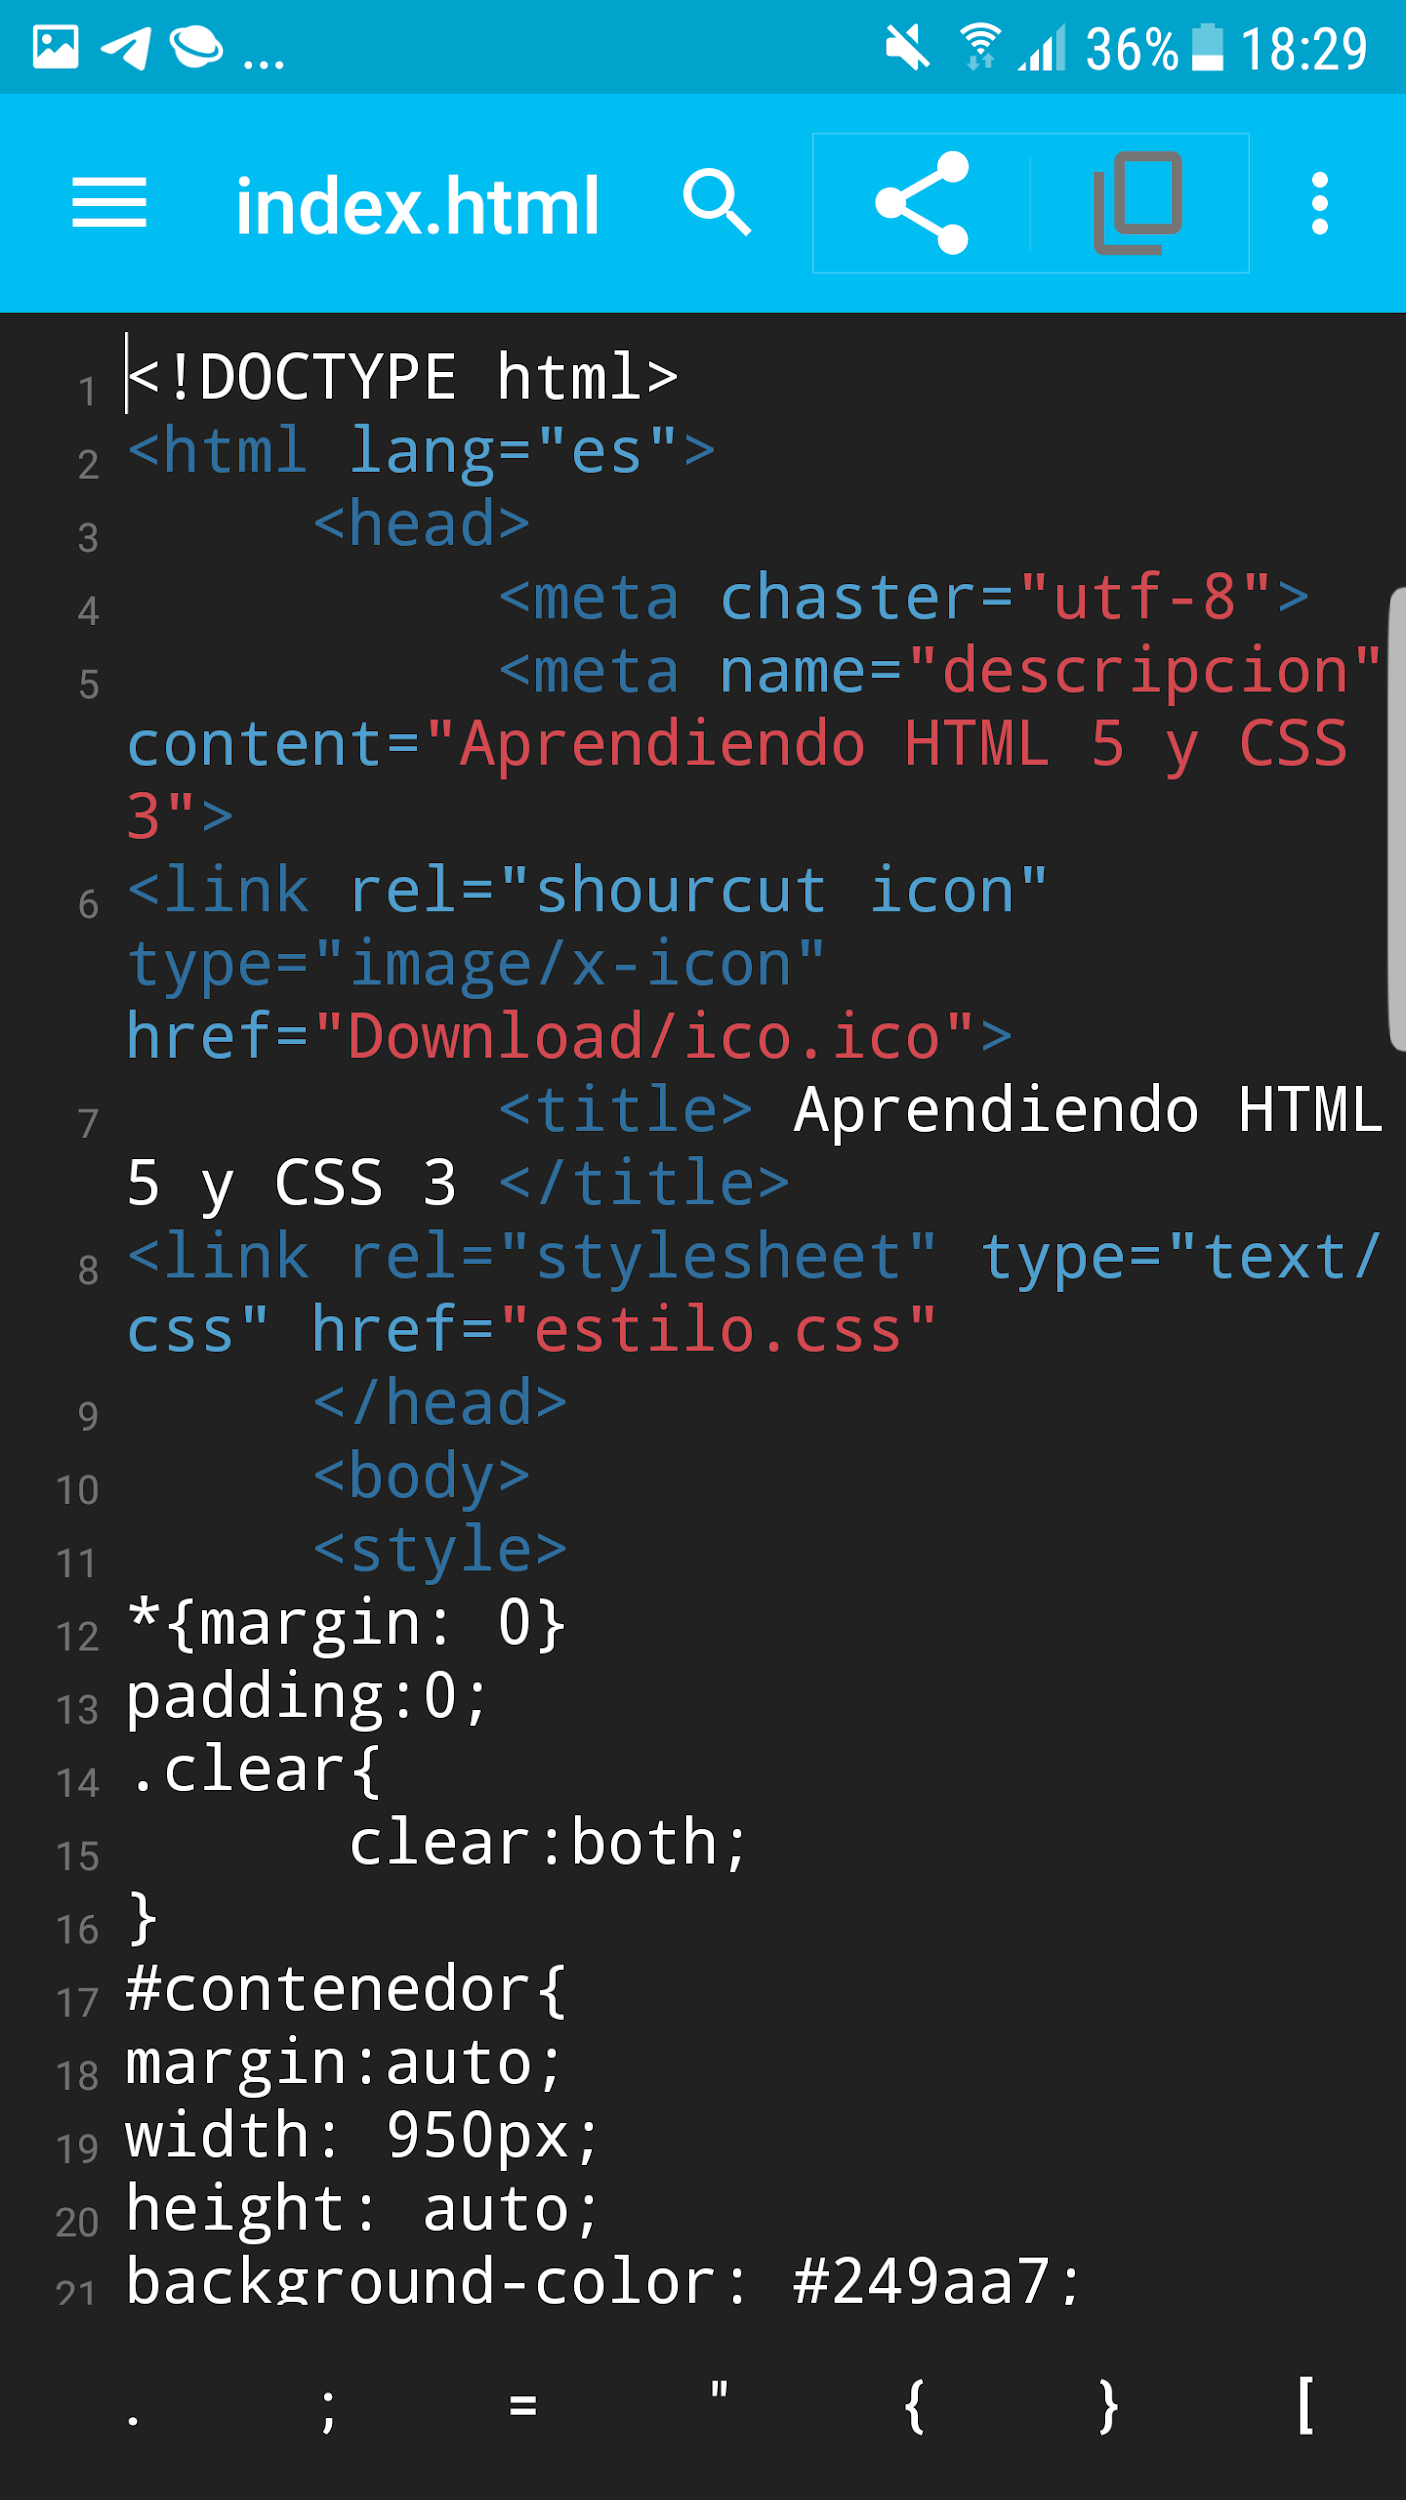 ... 36% 18:29
index.html
1 <!DOCTYPE html>
2 <html lang="es">
3 <head>
4 <meta chaster="utf-8">
5 <meta name="descripcion"
content="Aprendiendo HTML 5 y CSS
3">
6 <link rel="shourcut icon"
type="image/x-icon"
href="Download/ico.ico">
7 <title> Aprendiendo HTML
5 y CSS 3 </title>
8 <link rel="stylesheet" type="text/
css" href="estilo.css"
9 </head>
10 <body>
11 <style>
12 *{margin: 0}
13 padding:0;
14 .clear{
15 clear:both;
16 }
17 #contenedor{
18 margin:auto;
19 width: 950px;
20 height: auto;
21 background-color: #249aa7;
. ; = " { } [